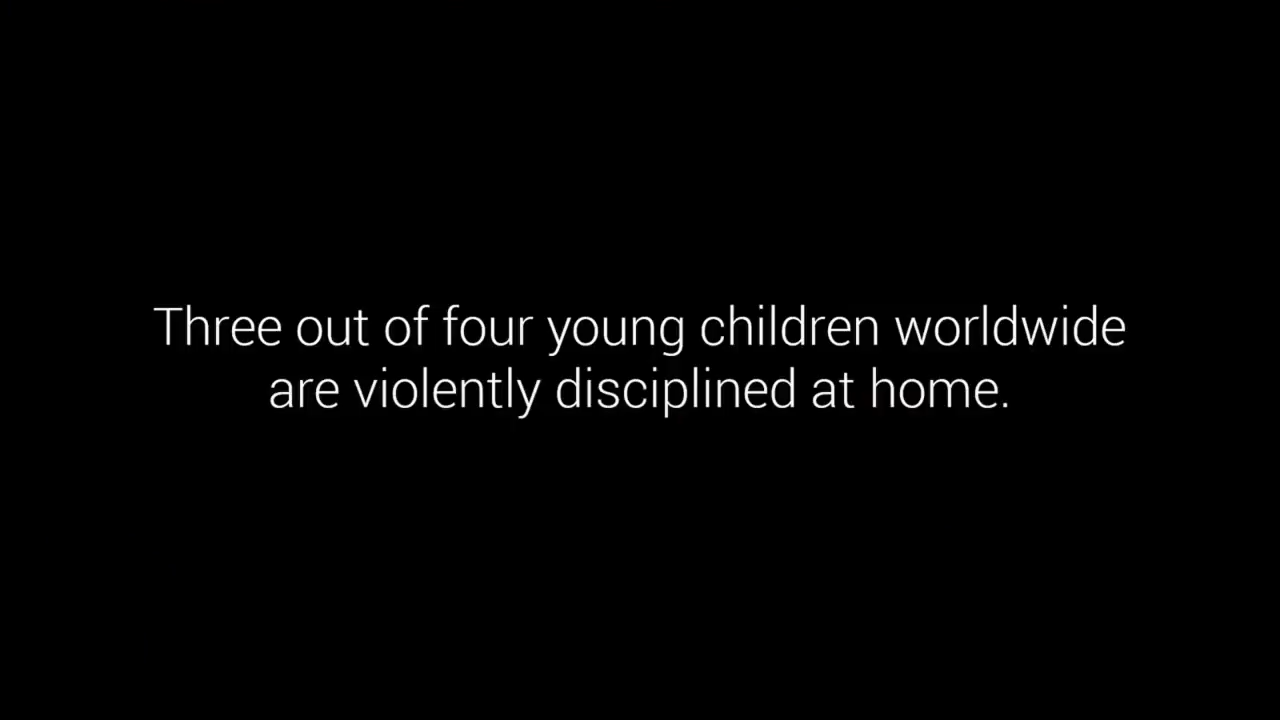 Three out of four young children worldwide
are violently disciplined at home.